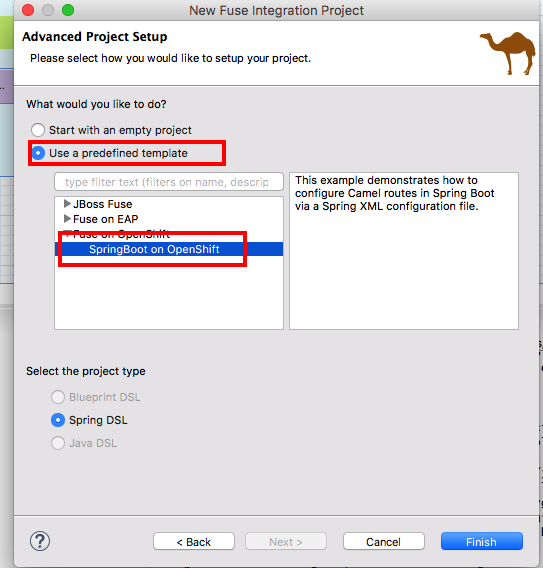 New Fuse Integration Project
Advanced Project Setup
Please select how you would like to setup your project.
What would you like to do?
Start with an empty project
Use a predefined template
type filter text (filters on name, descrip
JBoss Fuse
Fuse on EAP
Fuse on OpenShift
SpringBoot on OpenShift
This example demonstrates how to
configure Camel routes in Spring Boot
via a Spring XML configuration file.
Select the project type
Blueprint DSL
Spring DSL
Java DSL
?
< Back
Next >
Cancel
Finish